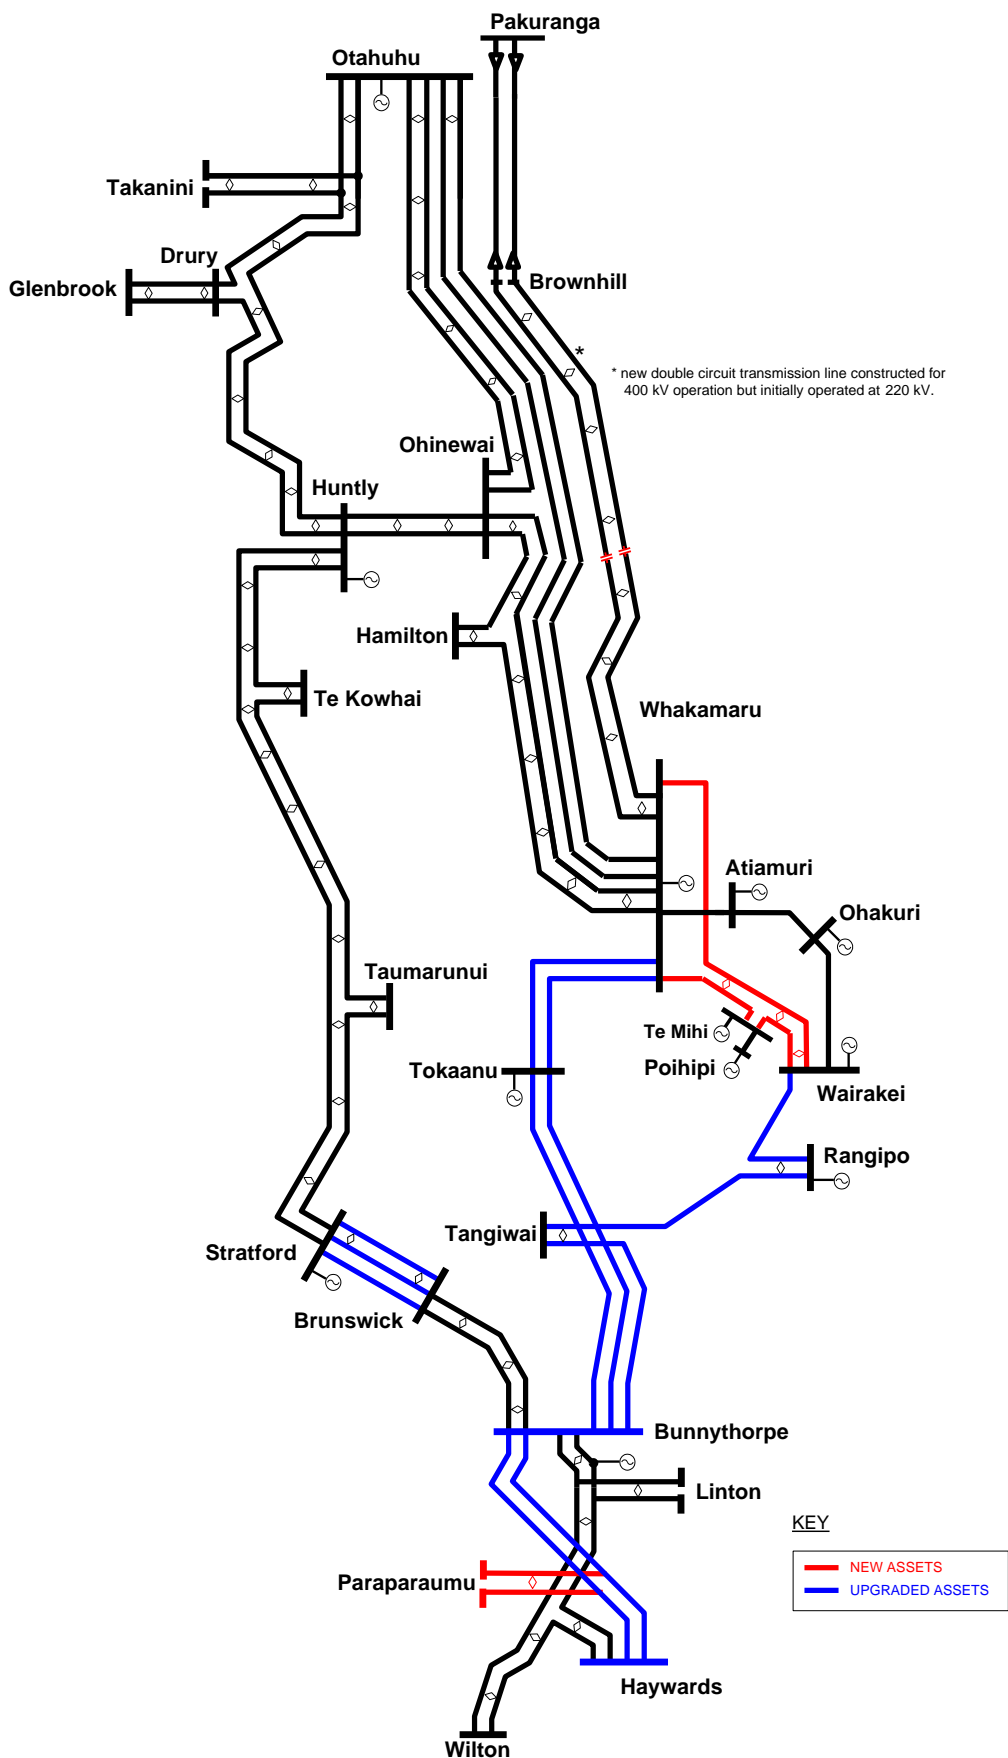 Pakuranga
Otahuhu
Takanini
Drury
Glenbrook
Brownhill
*
* new double circuit transmission line constructed for
400 kV operation but initially operated at 220 kV.
Ohinewai
Huntly
Hamilton
Te Kowhai
Whakamaru
Atiamuri
Ohakuri
Taumarunui
Te Mihi
Poihipi
Tokaanu
Wairakei
Rangipo
Tangiwai
Stratford
Brunswick
Bunnythorpe
Linton
KEY
NEW ASSETS
UPGRADED ASSETS
Paraparaumu
Haywards
Wilton